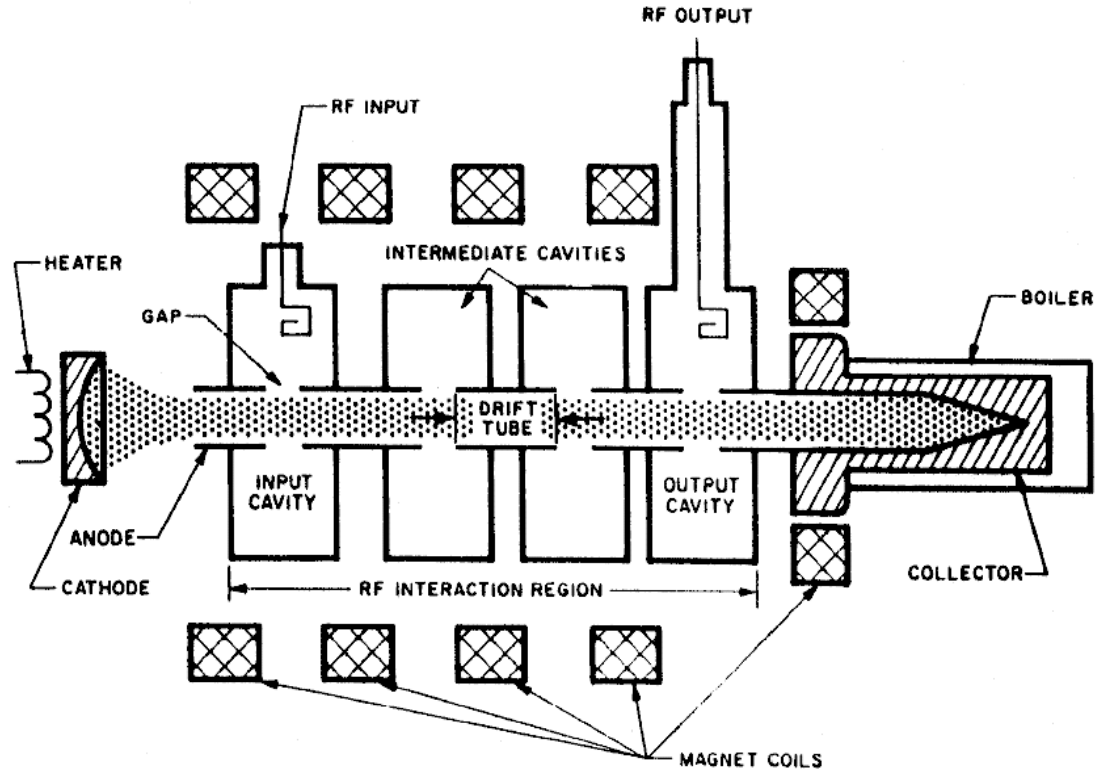 RF OUTPUT
RF INPUT
INTERMEDIATE CAVITIES
HEATER
GAP
BOILER
DRIFT
TUBE
INPUT
CAVITY
OUTPUT
CAVITY
ANODE
CATHODE
RF INTERACTION REGION
COLLECTOR
MAGNET COILS